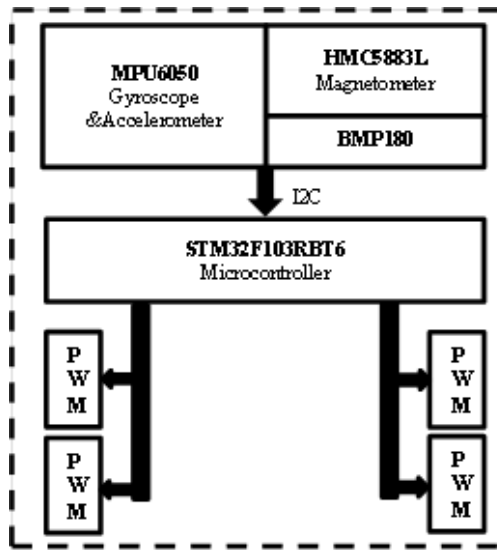 MPU6050
Gyroscope
&Accelerometer
HMC5883L
Magnetometer
BMP180
I2C
STM32F103RBT6
Microcontroller
P
W
M
P
W
M
P
W
M
P
W
M